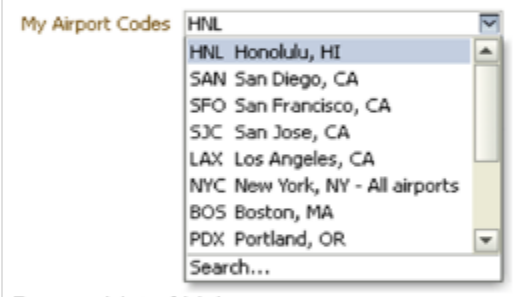 My Airport Codes HNL
HNL Honolulu, HI
SAN San Diego, CA
SFO San Francisco, CA
SJC San Jose, CA
LAX Los Angeles, CA
NYC New York, NY - All airports
BOS Boston, MA
PDX Portland, OR
Search...